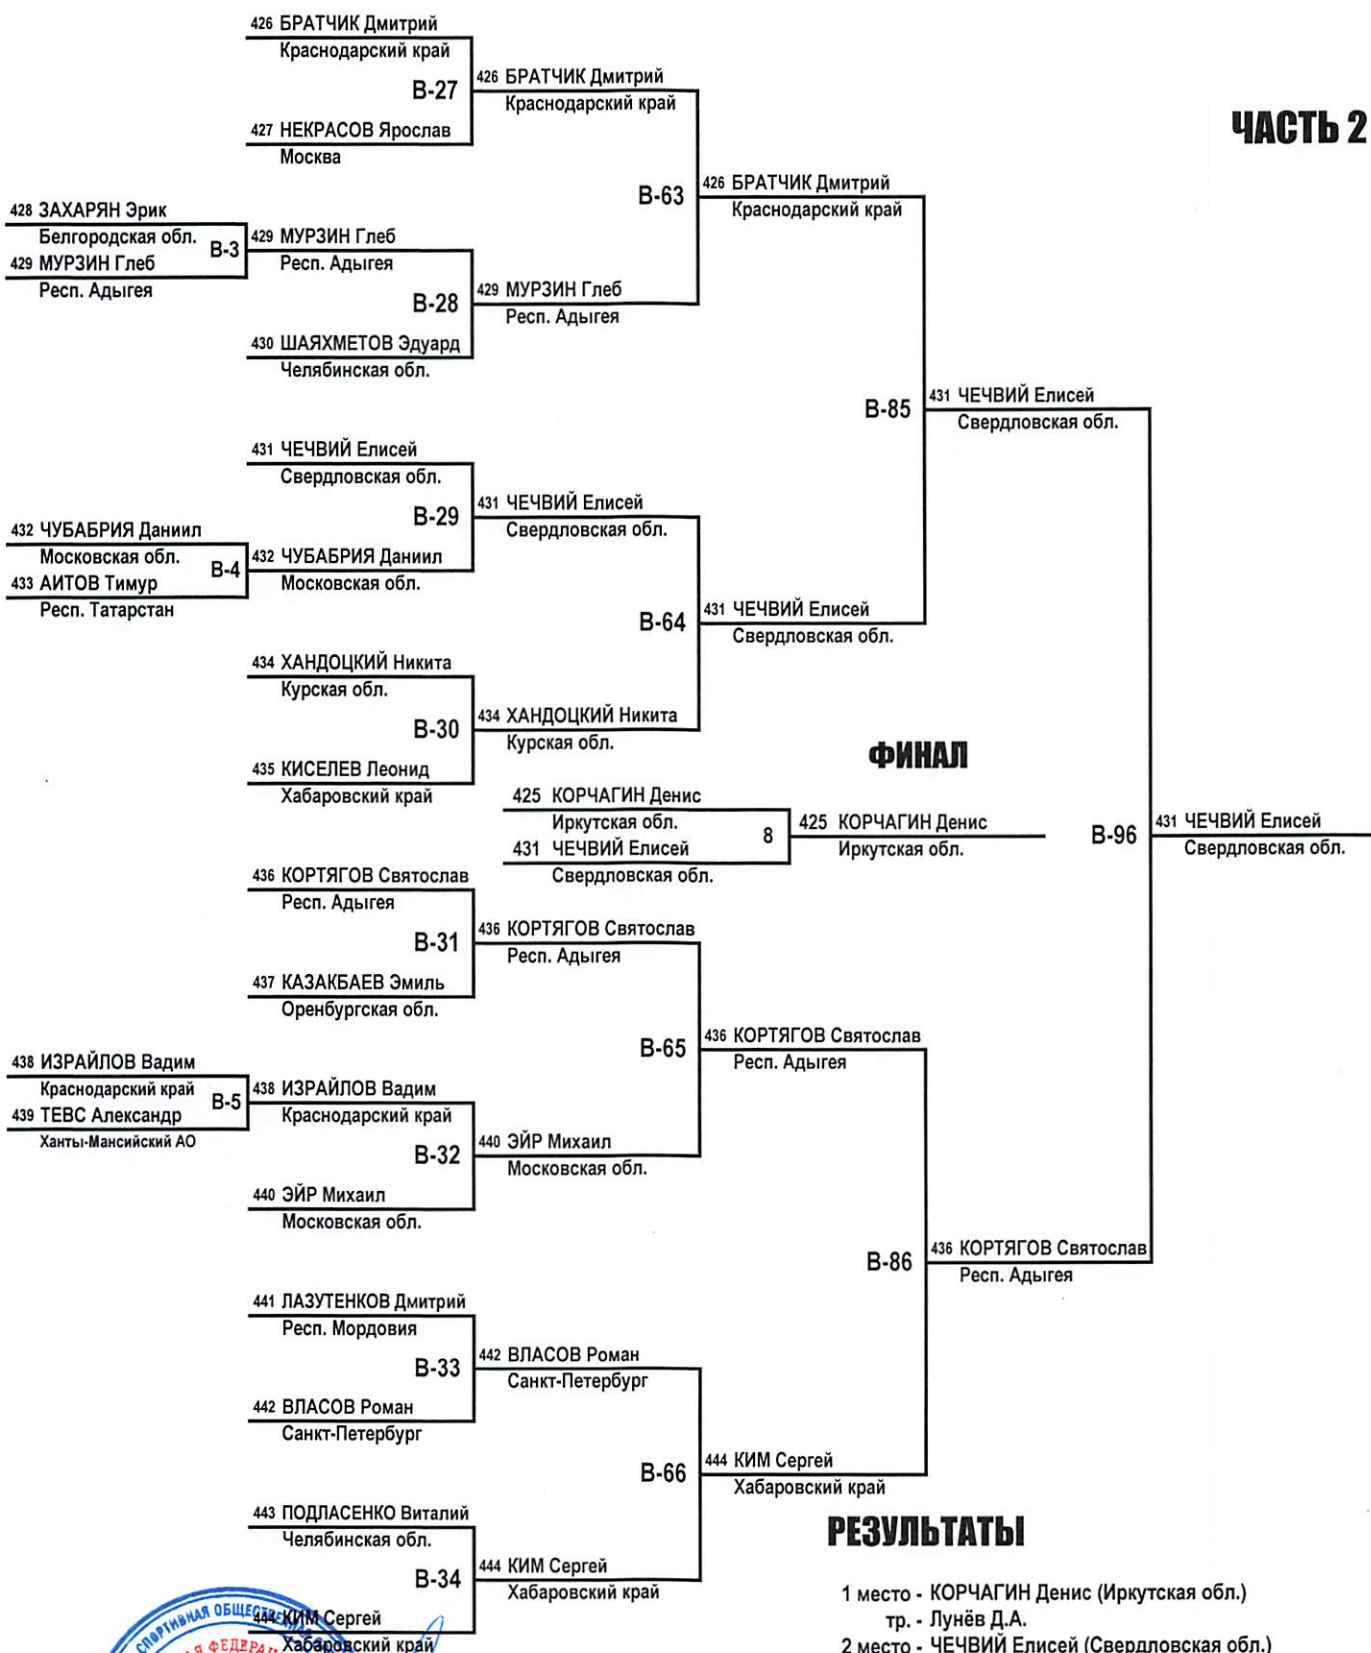 426 БРАТЧИК Дмитрий
Краснодарский край
В-27
427 НЕКРАСОВ Ярослав
Москва
426 БРАТЧИК Дмитрий
Краснодарский край
ЧАСТЬ 2
428 ЗАХАРЯН Эрик
Белгородская обл.
В-3
429 МУРЗИН Глеб
Респ. Адыгея
429 МУРЗИН Глеб
Респ. Адыгея
В-28
430 ШАЯХМЕТОВ Эдуард
Челябинская обл.
429 МУРЗИН Глеб
Респ. Адыгея
В-63
426 БРАТЧИК Дмитрий
Краснодарский край
431 ЧЕЧВИЙ Елисей
Свердловская обл.
В-29
432 ЧУБАБРИЯ Даниил
Московская обл.
В-4
433 АИТОВ Тимур
Респ. Татарстан
432 ЧУБАБРИЯ Даниил
Московская обл.
431 ЧЕЧВИЙ Елисей
Свердловская обл.
В-64
431 ЧЕЧВИЙ Елисей
Свердловская обл.
434 ХАНДОЦКИЙ Никита
Курская обл.
В-30
435 КИСЕЛЕВ Леонид
Хабаровский край
434 ХАНДОЦКИЙ Никита
Курская обл.
В-85
431 ЧЕЧВИЙ Елисей
Свердловская обл.
ФИНАЛ
425 КОРЧАГИН Денис
Иркутская обл.
8
431 ЧЕЧВИЙ Елисей
Свердловская обл.
425 КОРЧАГИН Денис
Иркутская обл.
В-96
431 ЧЕЧВИЙ Елисей
Свердловская обл.
436 КОРТЯГОВ Святослав
Респ. Адыгея
В-31
437 КАЗАКБАЕВ Эмиль
Оренбургская обл.
436 КОРТЯГОВ Святослав
Респ. Адыгея
В-65
436 КОРТЯГОВ Святослав
Респ. Адыгея
438 ИЗРАЙЛОВ Вадим
Краснодарский край
В-5
439 ТЕВС Александр
Ханты-Мансийский АО
438 ИЗРАЙЛОВ Вадим
Краснодарский край
В-32
440 ЭЙР Михаил
Московская обл.
440 ЭЙР Михаил
Московская обл.
В-86
436 КОРТЯГОВ Святослав
Респ. Адыгея
441 ЛАЗУТЕНКОВ Дмитрий
Респ. Мордовия
В-33
442 ВЛАСОВ Роман
Санкт-Петербург
442 ВЛАСОВ Роман
Санкт-Петербург
В-66
444 КИМ Сергей
Хабаровский край
443 ПОДЛАСЕНКО Виталий
Челябинская обл.
В-34
444 КИМ Сергей
Хабаровский край
444 КИМ Сергей
Хабаровский край
РЕЗУЛЬТАТЫ
1 место - КОРЧАГИН Денис (Иркутская обл.)
тр. - Лунёв Д.А.
2 место - ЧЕЧВИЙ Елисей (Свердловская обл.)